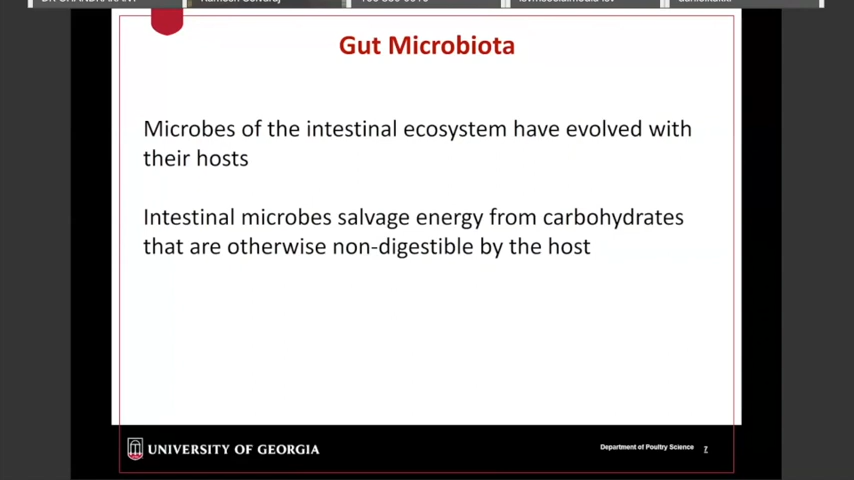 Gut Microbiota
Microbes of the intestinal ecosystem have evolved with
their hosts
Intestinal microbes salvage energy from carbohydrates
that are otherwise non-digestible by the host
UNIVERSITY OF GEORGIA
Department of Poultry Science 7